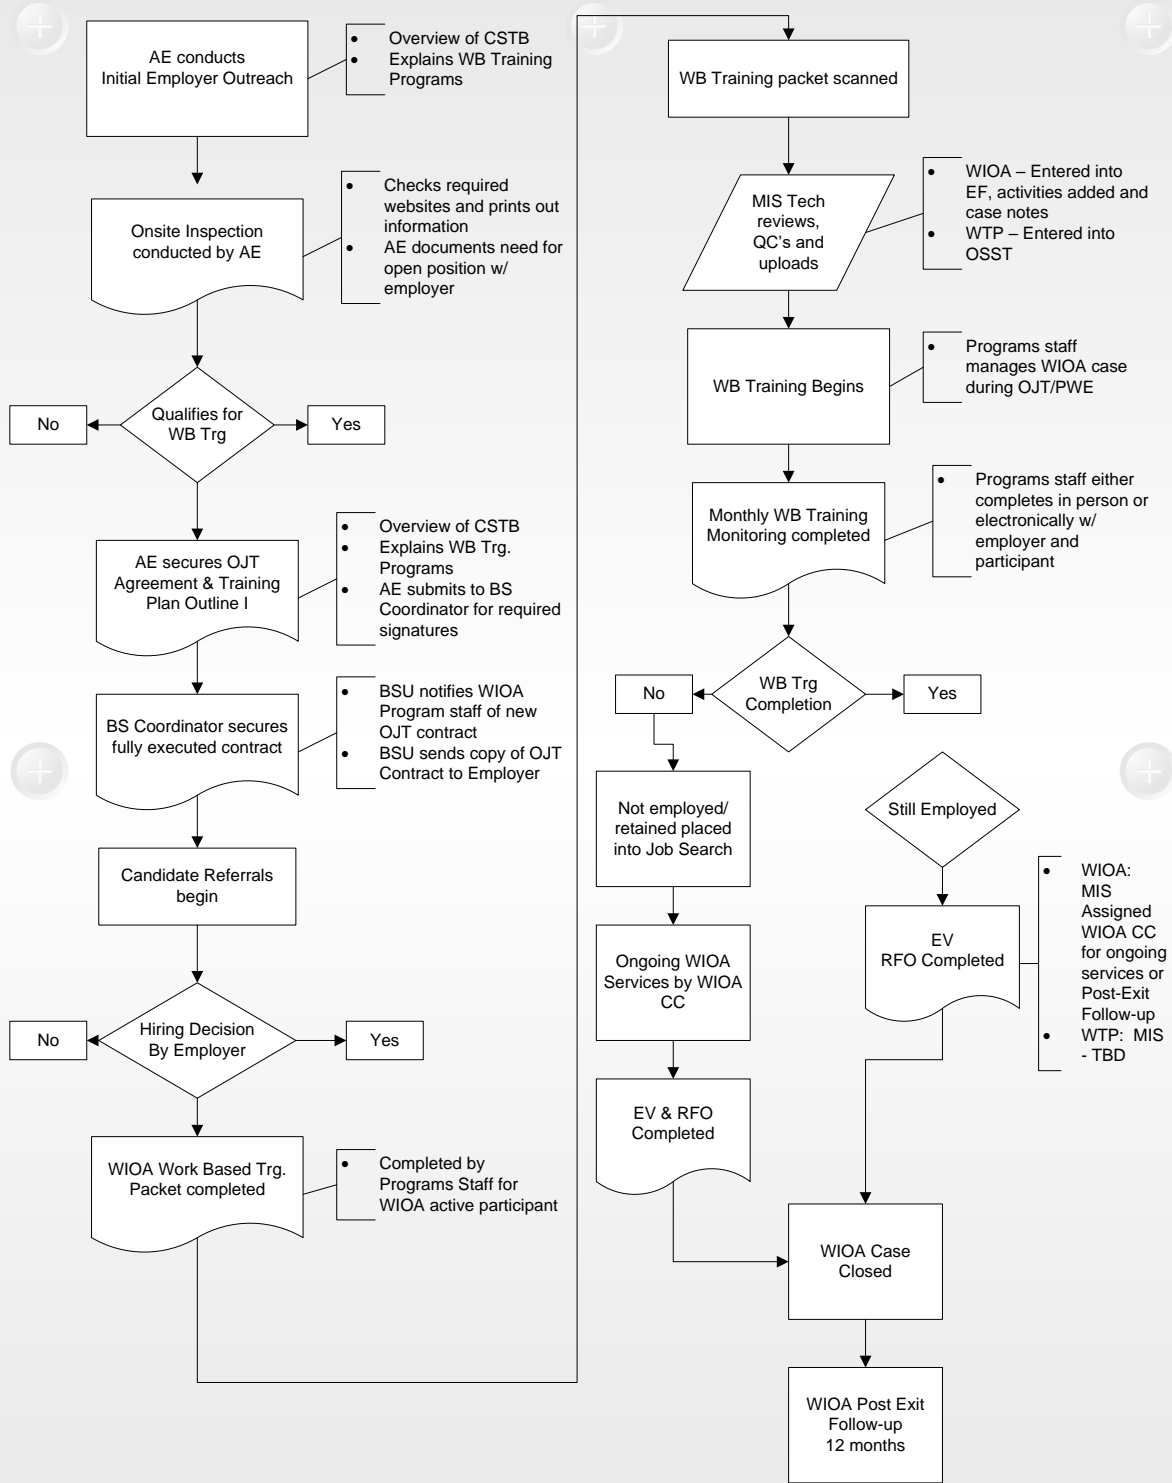 AE conducts
Initial Employer Outreach
• Overview of CSTB
• Explains WB Training
Programs
Onsite Inspection
conducted by AE
• Checks required
websites and prints out
information
• AE documents need for
open position w/
employer
Qualifies for
WB Trg
No
Yes
AE secures OJT
Agreement & Training
Plan Outline I
• Overview of CSTB
• Explains WB Trg.
Programs
• AE submits to BS
Coordinator for required
signatures
BS Coordinator secures
fully executed contract
• BSU notifies WIOA
Program staff of new
OJT contract
• BSU sends copy of OJT
Contract to Employer
Candidate Referrals
begin
Hiring Decision
By Employer
No
Yes
WIOA Work Based Trg.
Packet completed
• Completed by
Programs Staff for
WIOA active participant
WB Training packet scanned
MIS Tech
reviews,
QC's and
uploads
• WIOA – Entered into
EF, activities added and
case notes
• WTP – Entered into
OSST
WB Training Begins
• Programs staff
manages WIOA case
during OJT/PWE
Monthly WB Training
Monitoring completed
• Programs staff either
completes in person or
electronically w/
employer and
participant
WB Trg
Completion
No
Yes
Not employed/
retained placed
into Job Search
Still Employed
Ongoing WIOA
Services by WIOA
CC
EV
RFO Completed
• WIOA:
MIS
Assigned
WIOA CC
for ongoing
services or
Post-Exit
Follow-up
• WTP: MIS
- TBD
EV & RFO
Completed
WIOA Case
Closed
WIOA Post Exit
Follow-up
12 months